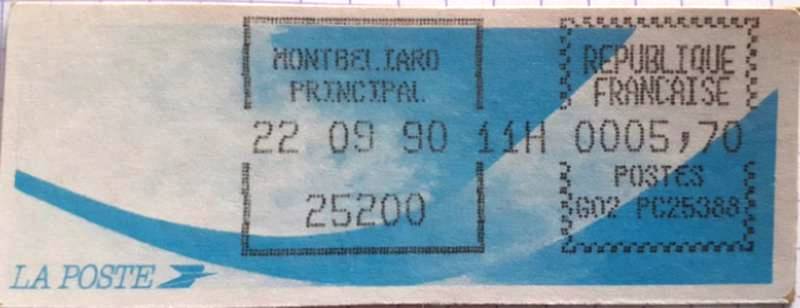 MONTBELIARD
PRINCIPAL
REPUBLIQUE
FRANCAISE
22 09 90 11H 0005,70
POSTES
25200
G02 PC25388
LA POSTE